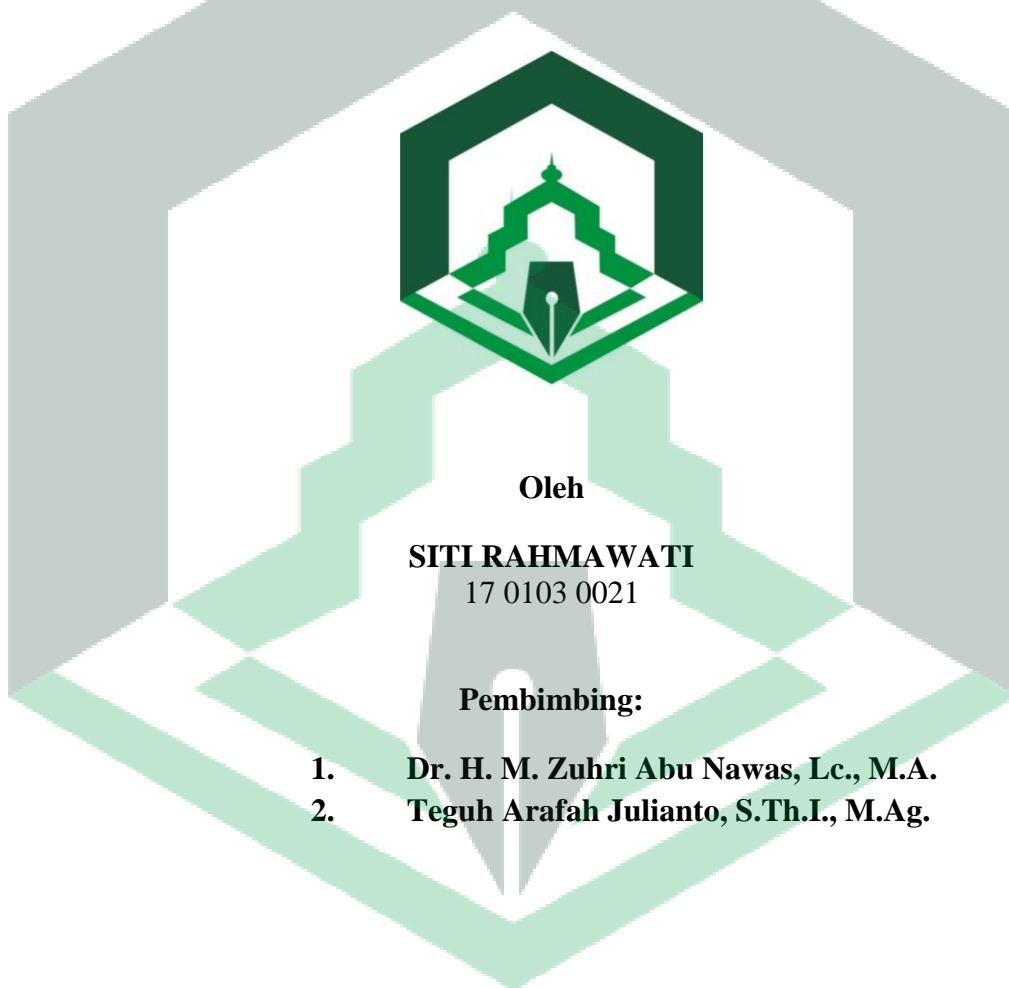 Oleh
SITI RAHMAWATI
17 0103 0021
Pembimbing:
1. Dr. H. M. Zuhri Abu Nawas, Lc., M.A.
2. Teguh Arafah Julianto, S.Th.I., M.Ag.